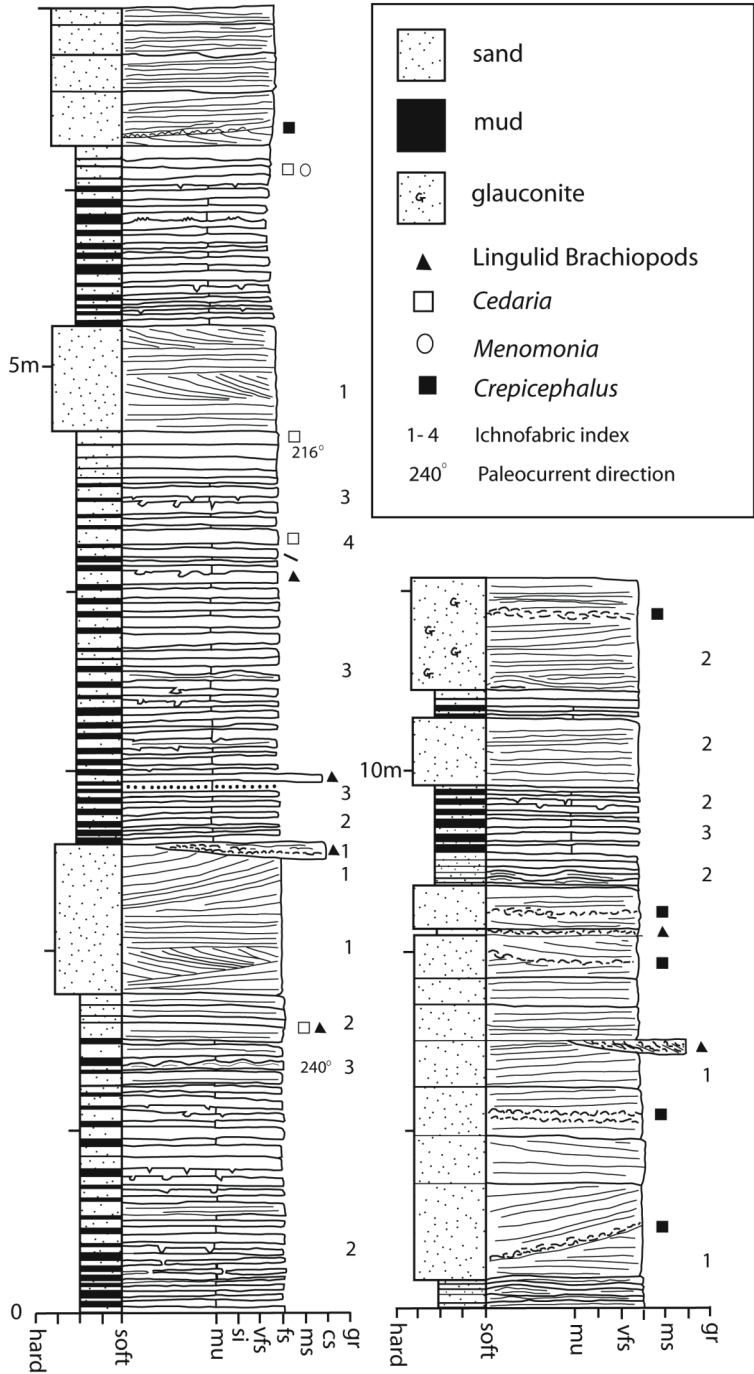 sand
mud
G
glauconite
Lingulid Brachiopods
Cedaria
Menomonia
Crepicephalus
1- 4 Ichnofabric index
240° Paleocurrent direction
5m
1
216°
3
4
3
3
2
1
1
1
2
240° 3
2
0
hard soft mu si vfs fs ms cs gr
G
G
G
G
2
2
10m
2
3
2
1
1
hard soft mu vfs ms gr